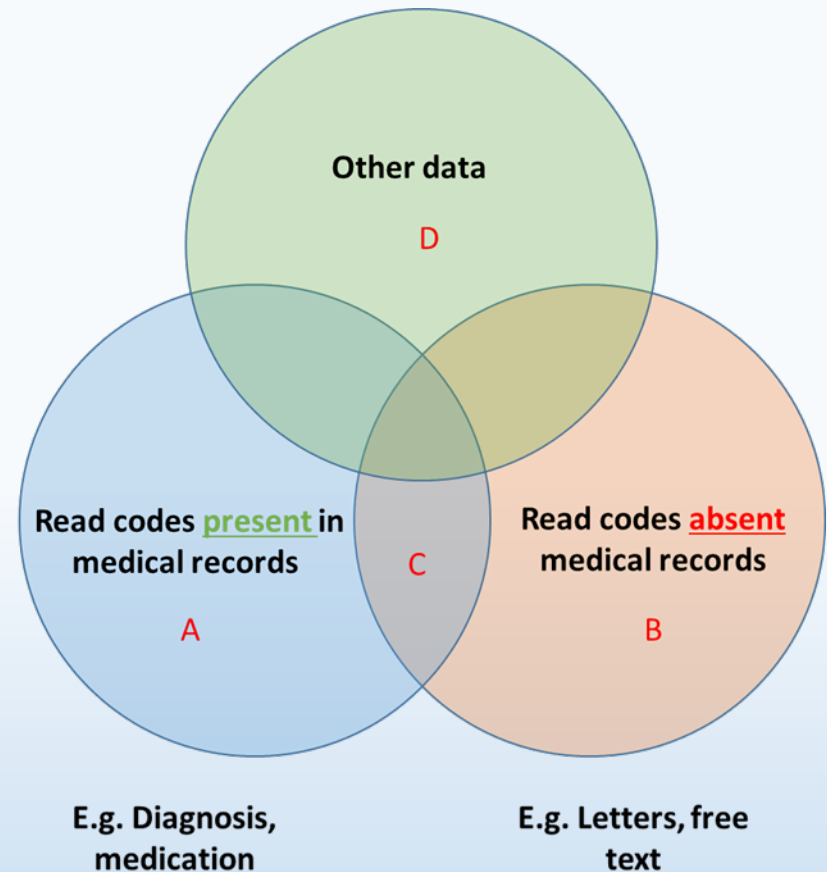 Other data
D
Read codes present in
medical records
A
C
Read codes absent
medical records
B
E.g. Diagnosis,
medication
E.g. Letters, free
text